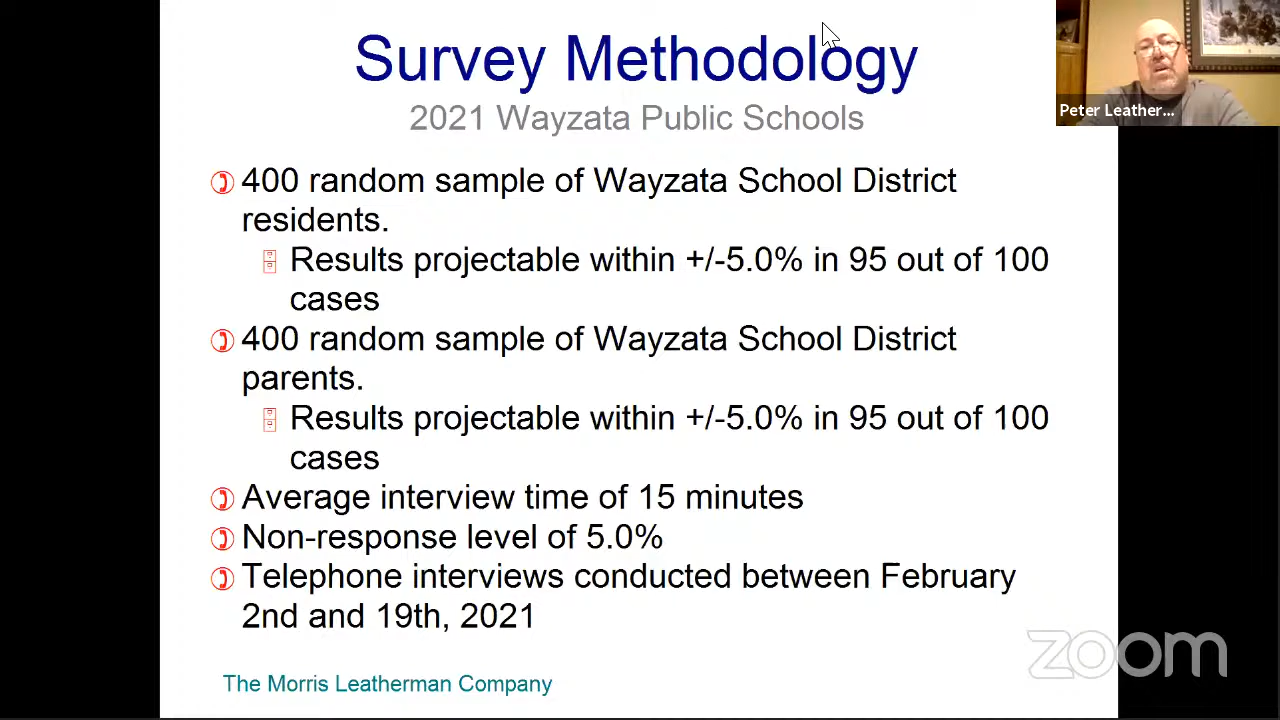 Survey Methodology
2021 Wayzata Public Schools
400 random sample of Wayzata School District
residents.
Results projectable within +/-5.0% in 95 out of 100
cases
400 random sample of Wayzata School District
parents.
Results projectable within +/-5.0% in 95 out of 100
cases
Average interview time of 15 minutes
Non-response level of 5.0%
Telephone interviews conducted between February
2nd and 19th, 2021
The Morris Leatherman Company
Peter Leather...
zoom